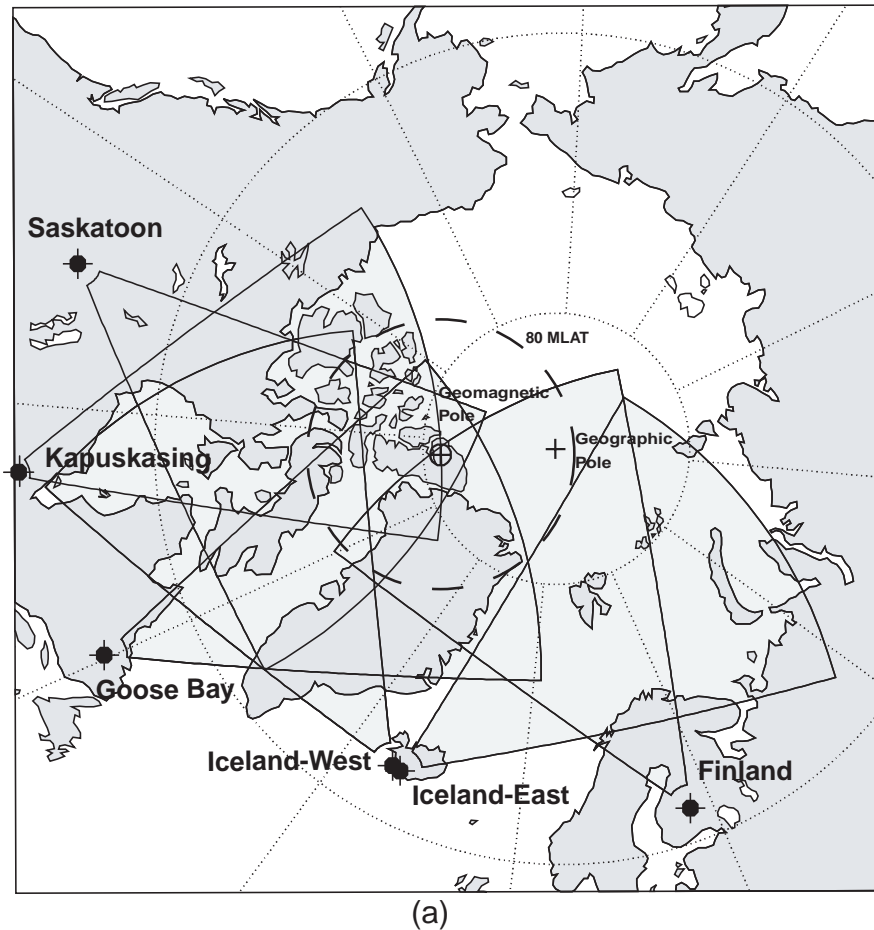 Saskatoon
80 MLAT
Geomagnetic
Pole
Geographic
Pole
Kapuskasing
Goose Bay
Iceland-West
Iceland-East
Finland
(a)